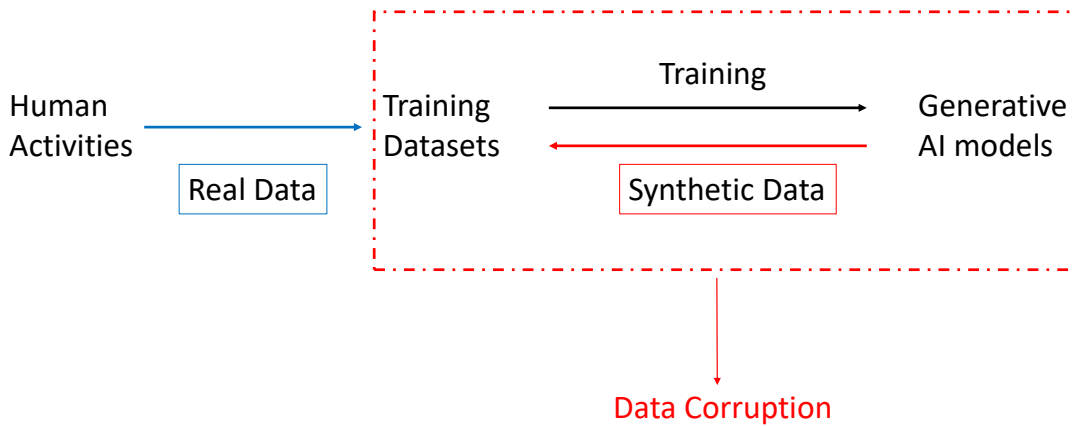 Human
Activities
Real Data
Training
Datasets
Training
Synthetic Data
Generative
AI models
Data Corruption